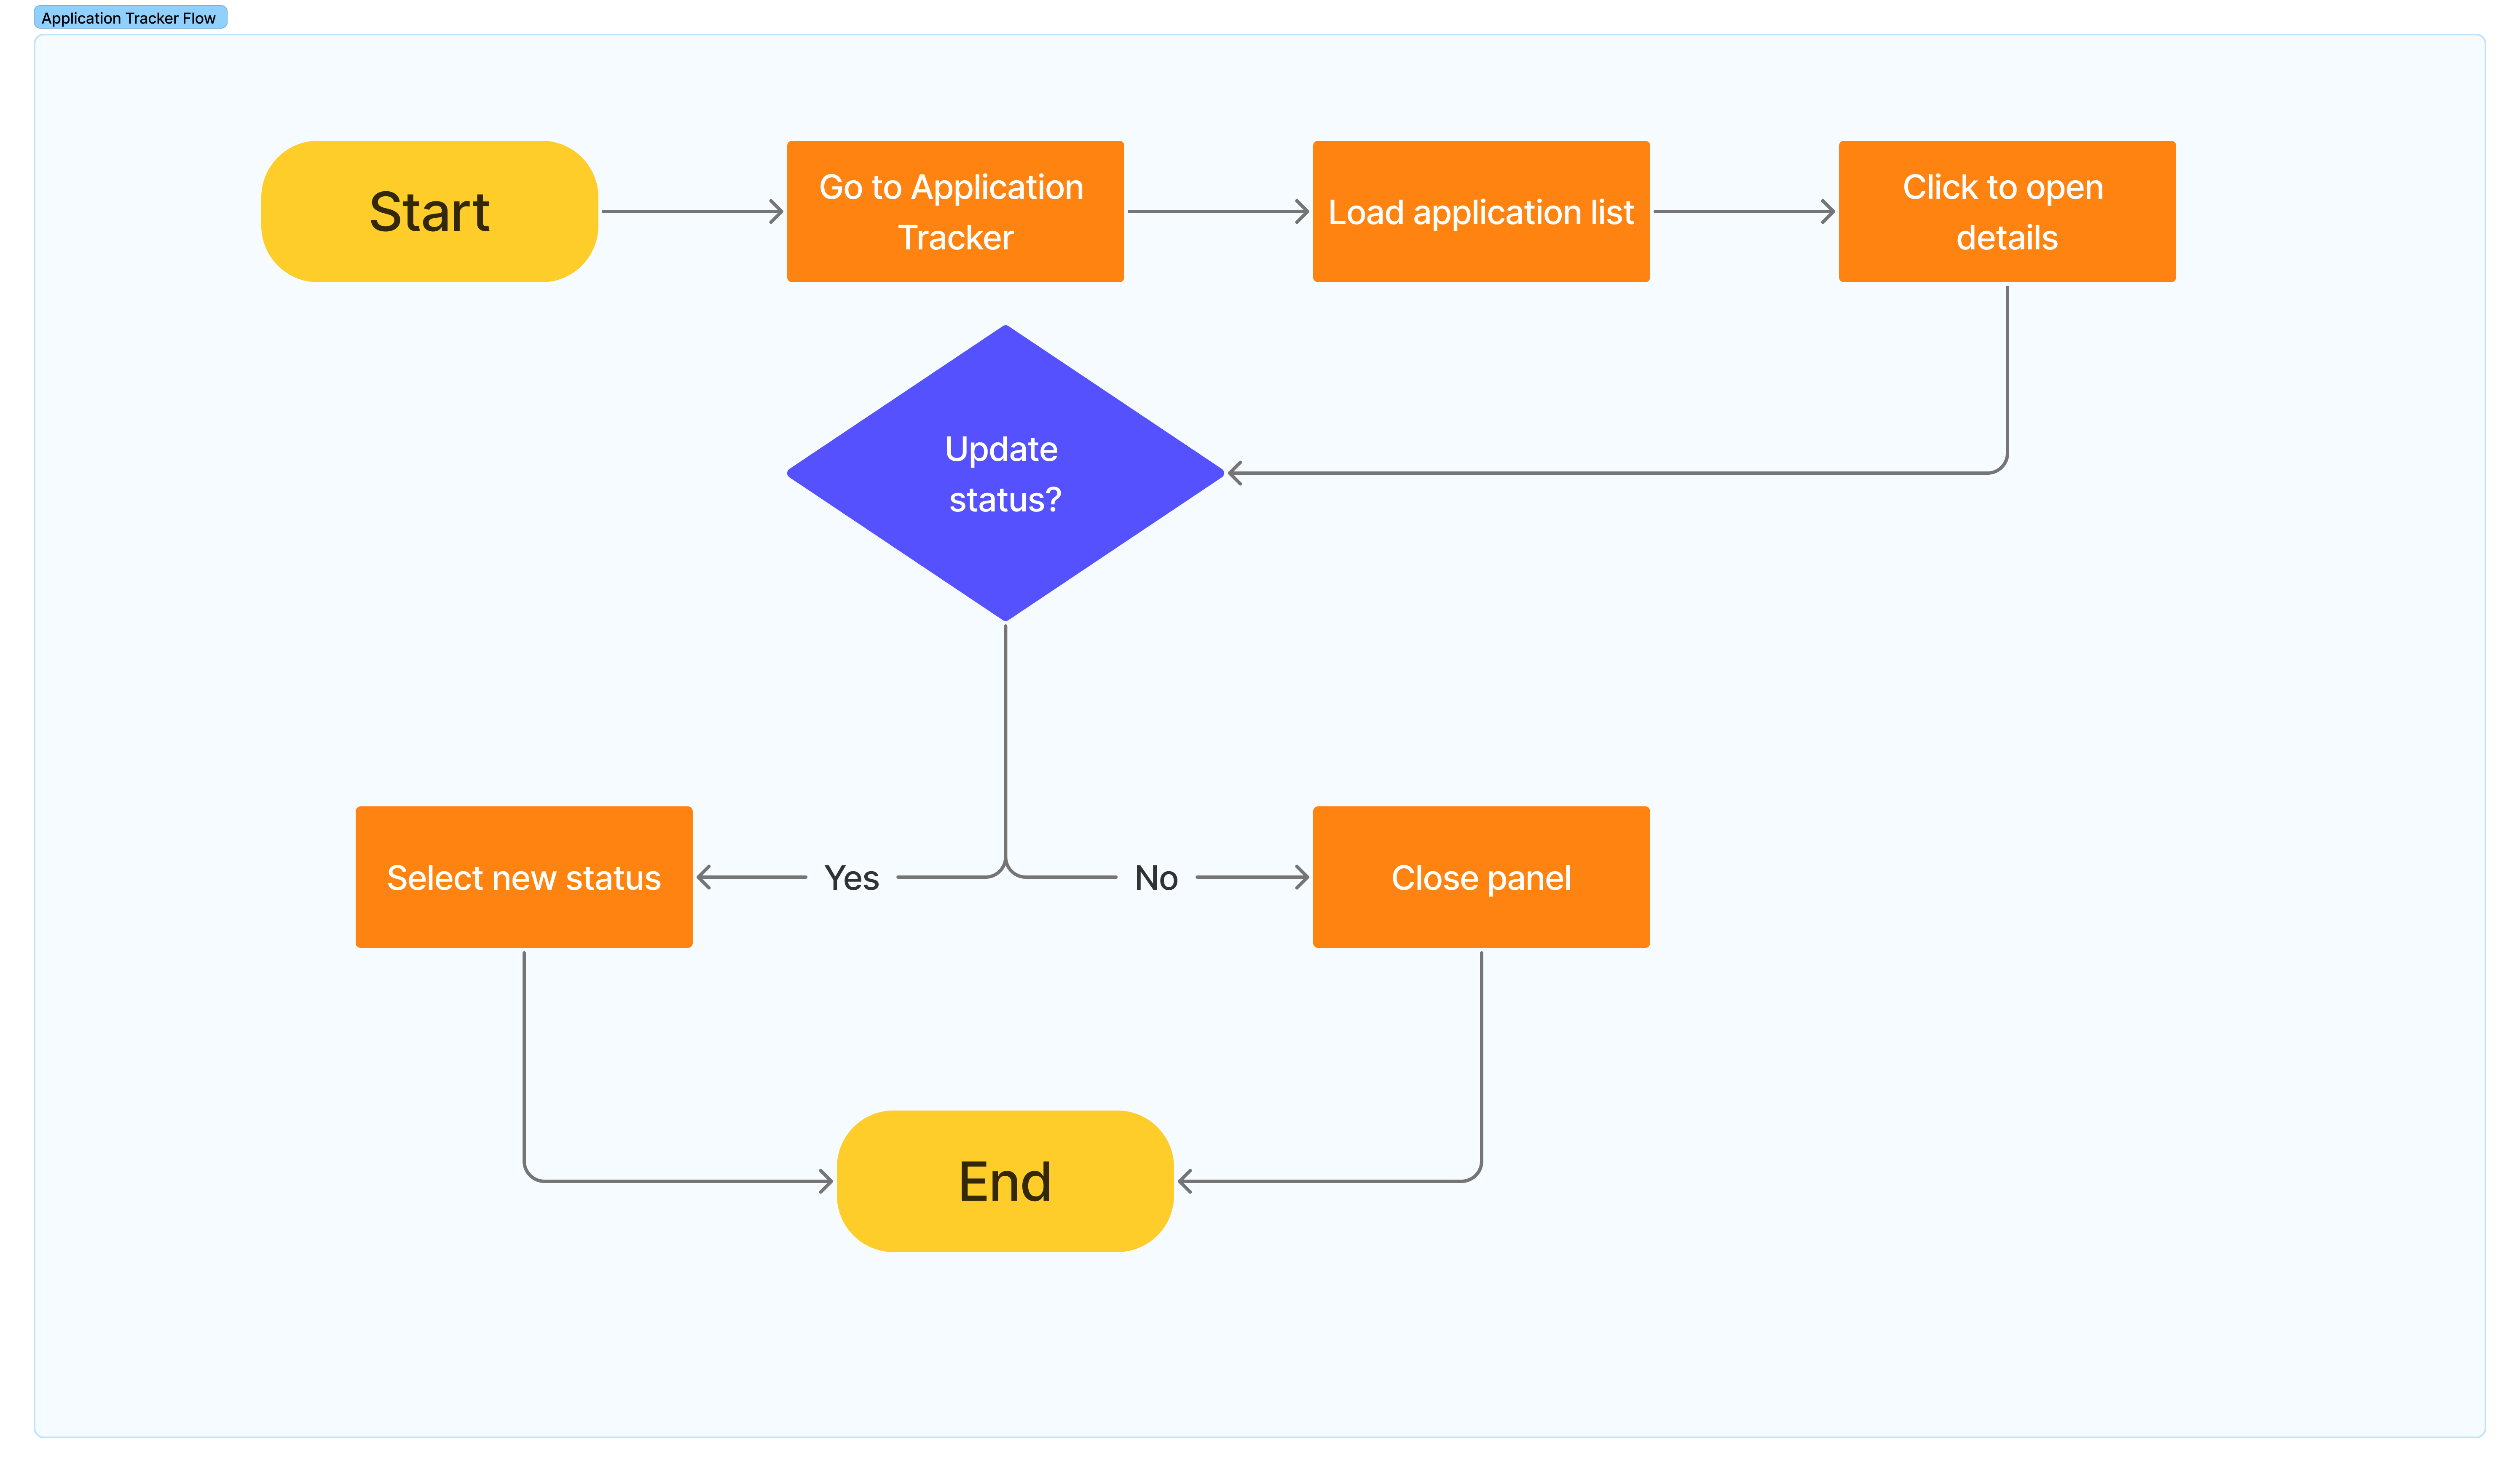 Application Tracker Flow
Start
Go to Application
Tracker
Load application list
Click to open
details
Update
status?
Select new status
Yes
No
Close panel
End